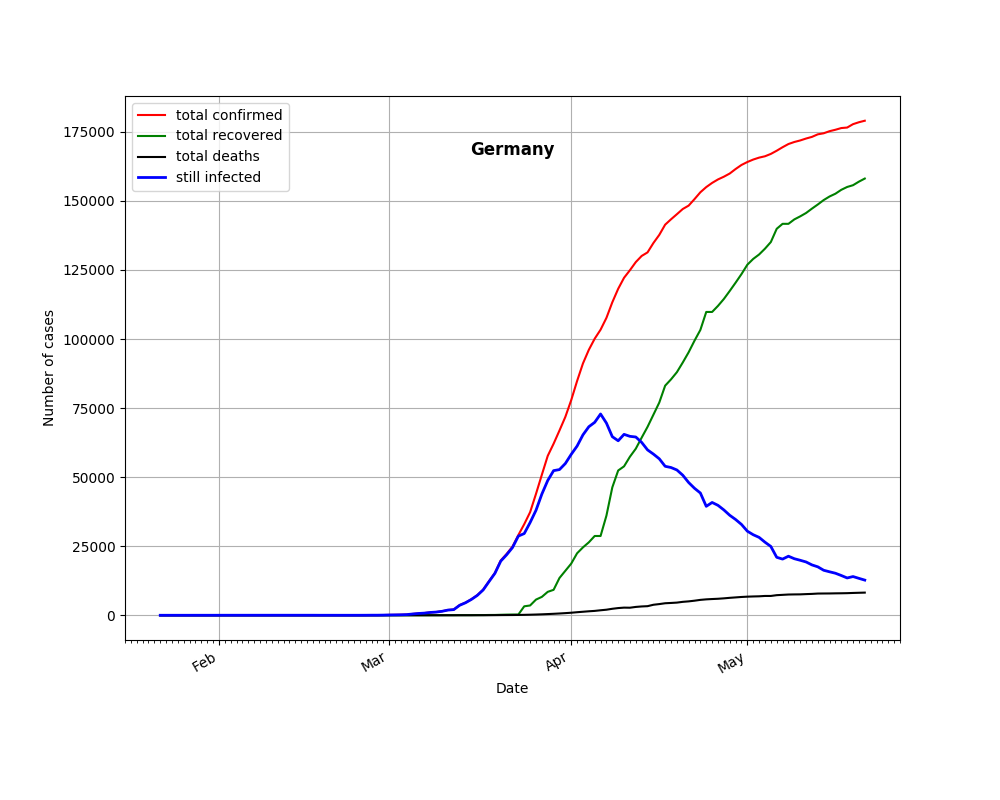 total confirmed
total recovered
total deaths
still infected
Germany
175000
150000
125000
100000
75000
50000
25000
0
Number of cases
Feb
Mar
Apr
May
Date